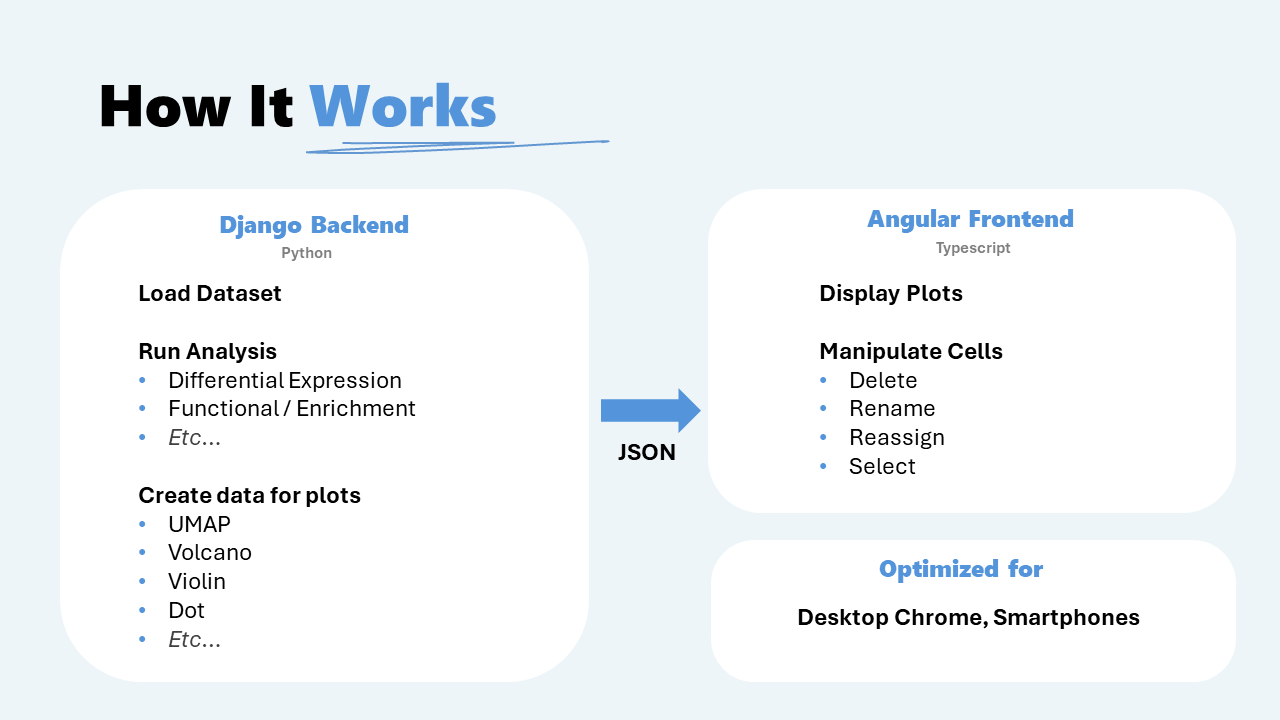 How It Works
Django Backend
Python
Load Dataset
Run Analysis
• Differential Expression
• Functional / Enrichment
• Etc...
Create data for plots
• UMAP
• Volcano
• Violin
• Dot
• Etc...
JSON
Angular Frontend
Typescript
Display Plots
Manipulate Cells
• Delete
• Rename
• Reassign
• Select
Optimized for
Desktop Chrome, Smartphones